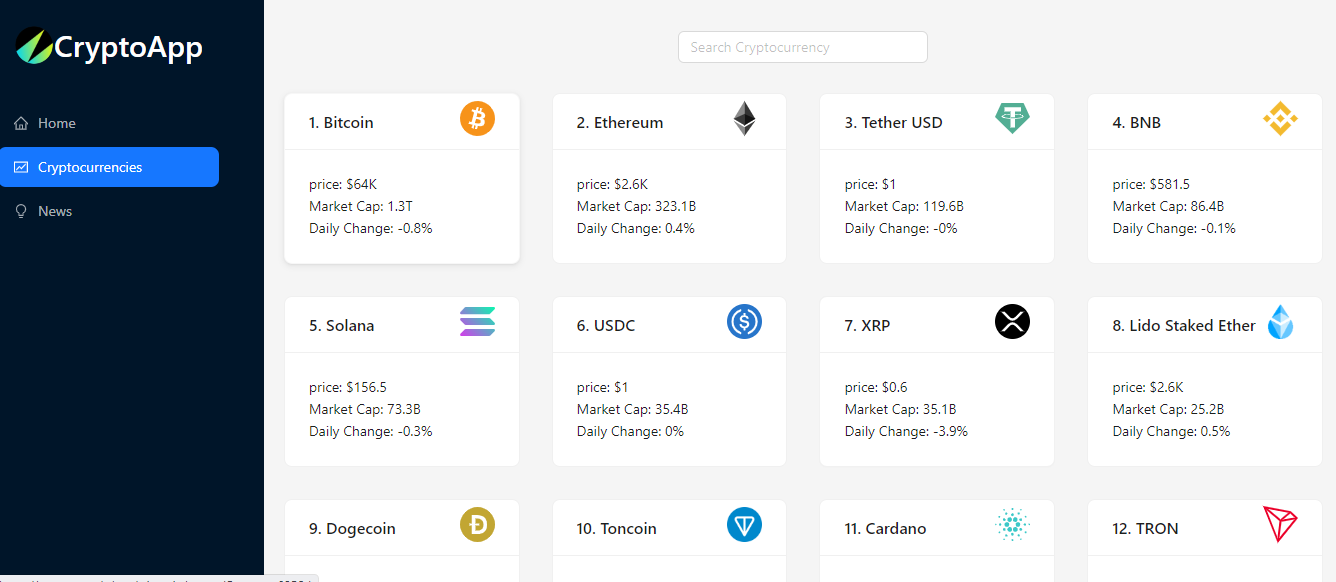 CryptoApp
Home
Cryptocurrencies
News
Search Cryptocurrency
1. Bitcoin
price: $64K
Market Cap: 1.3T
Daily Change: -0.8%
2. Ethereum
price: $2.6K
Market Cap: 323.1B
Daily Change: 0.4%
3. Tether USD
price: $1
Market Cap: 119.6B
Daily Change: -0%
4. BNB
price: $581.5
Market Cap: 86.4B
Daily Change: -0.1%
5. Solana
price: $156.5
Market Cap: 73.3B
Daily Change: -0.3%
6. USDC
price: $1
Market Cap: 35.4B
Daily Change: 0%
7. XRP
price: $0.6
Market Cap: 35.1B
Daily Change: -3.9%
8. Lido Staked Ether
price: $2.6K
Market Cap: 25.2B
Daily Change: 0.5%
9. Dogecoin
10. Toncoin
11. Cardano
12. TRON